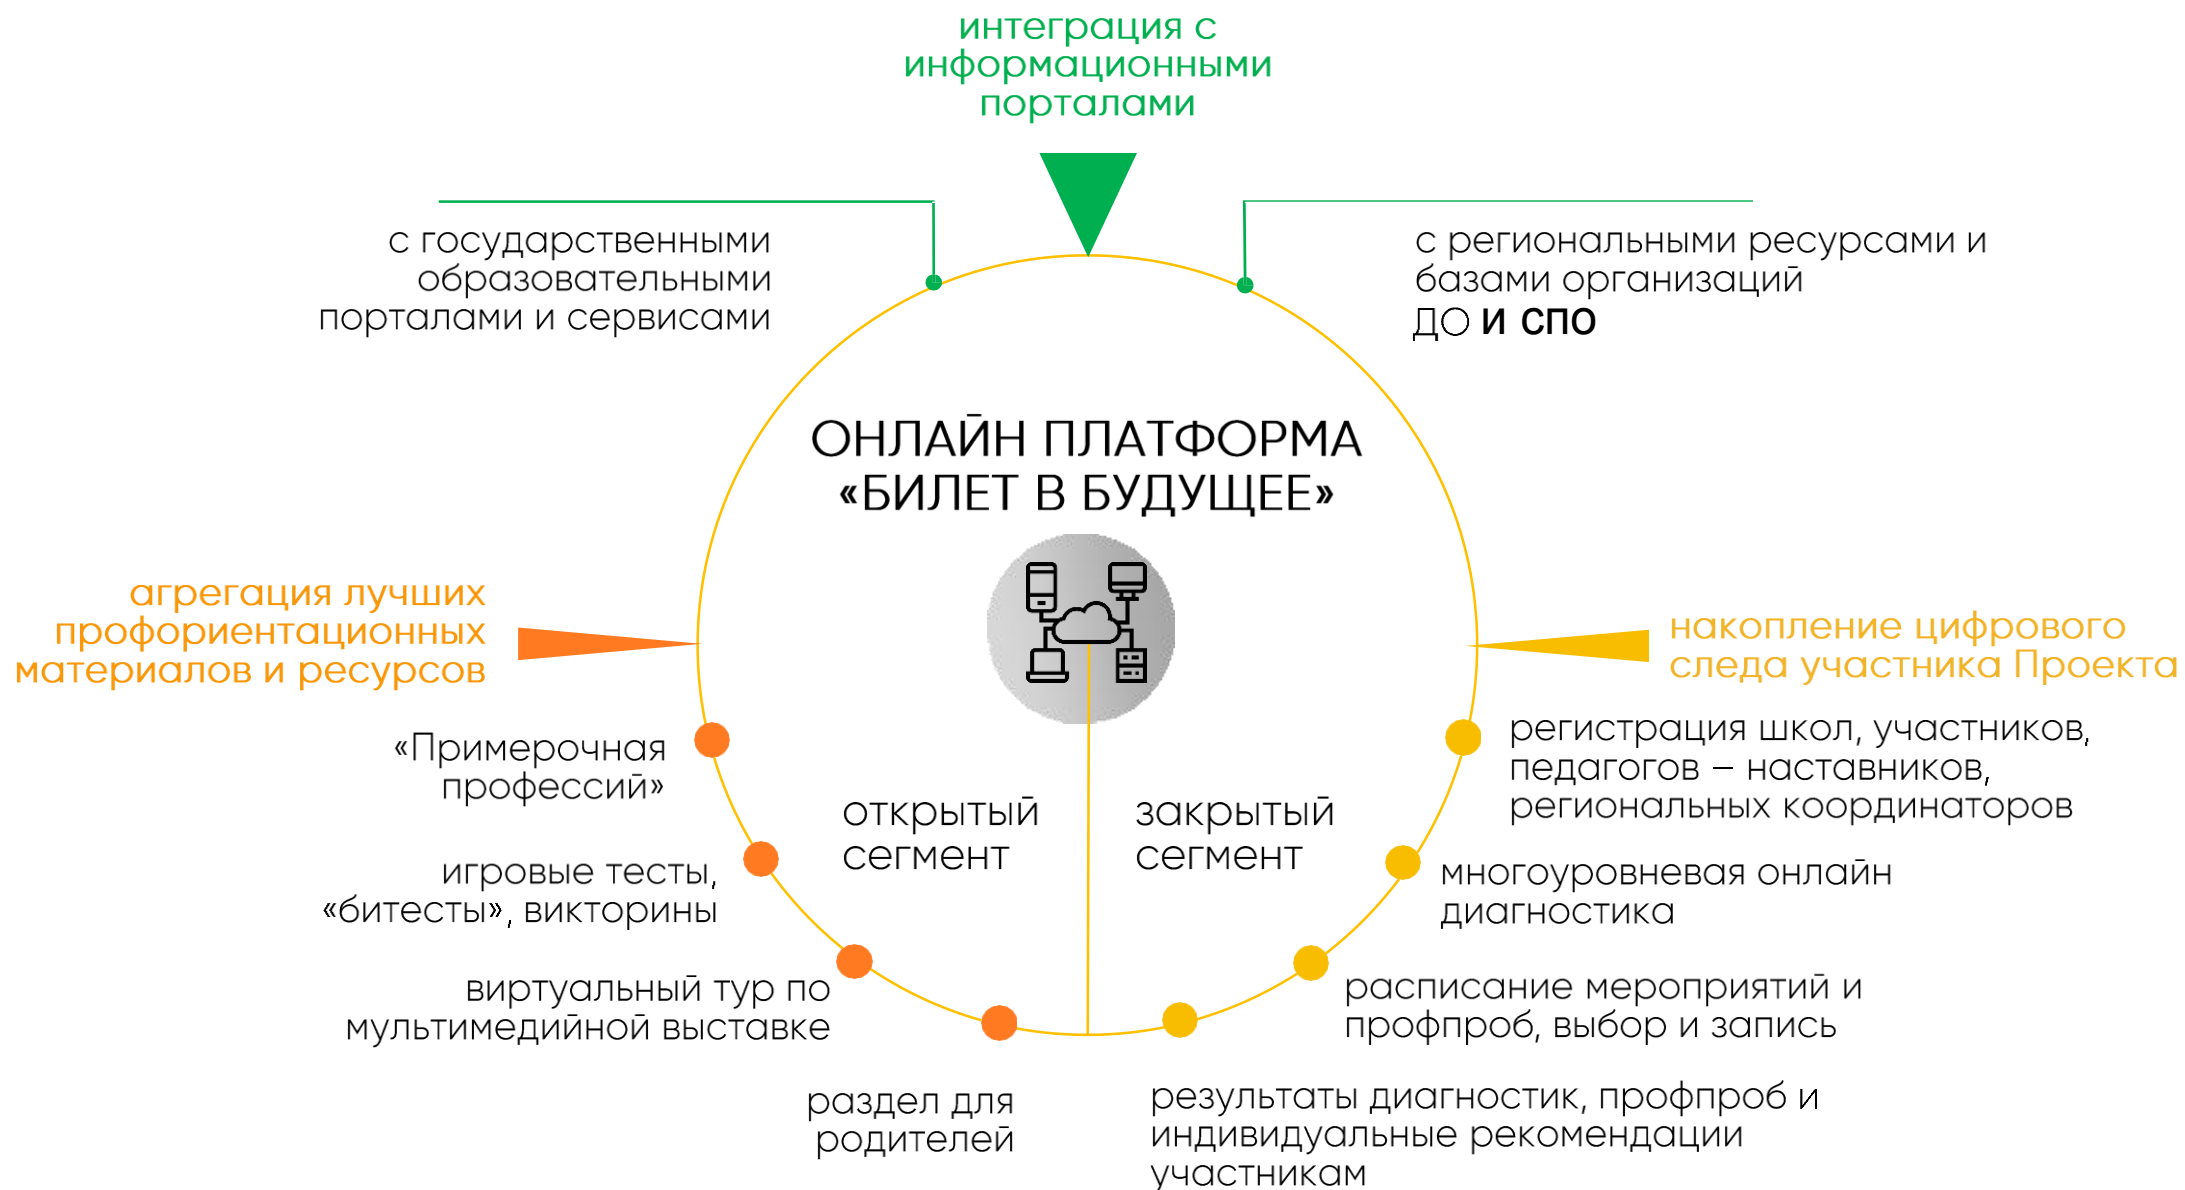 интеграция с
информационными
порталами
с государственными
образовательными
порталами и сервисами
с региональными ресурсами и
базами организаций
ДО и СПО
ОНЛАЙН ПЛАТФОРМА
«БИЛЕТ В БУДУЩЕЕ»
агрегация лучших
профориентационных
материалов и ресурсов
накопление цифрового
следа участника Проекта
«Примерочная
профессий»
игровые тесты,
«битесты», викторины
виртуальный тур по
мультимедийной выставке
раздел для
родителей
открытый
сегмент
закрытый
сегмент
регистрация школ, участников,
педагогов – наставников,
региональных координаторов
многоуровневая онлайн
диагностика
расписание мероприятий и
профпроб, выбор и запись
результаты диагностик, профпроб и
индивидуальные рекомендации
участникам